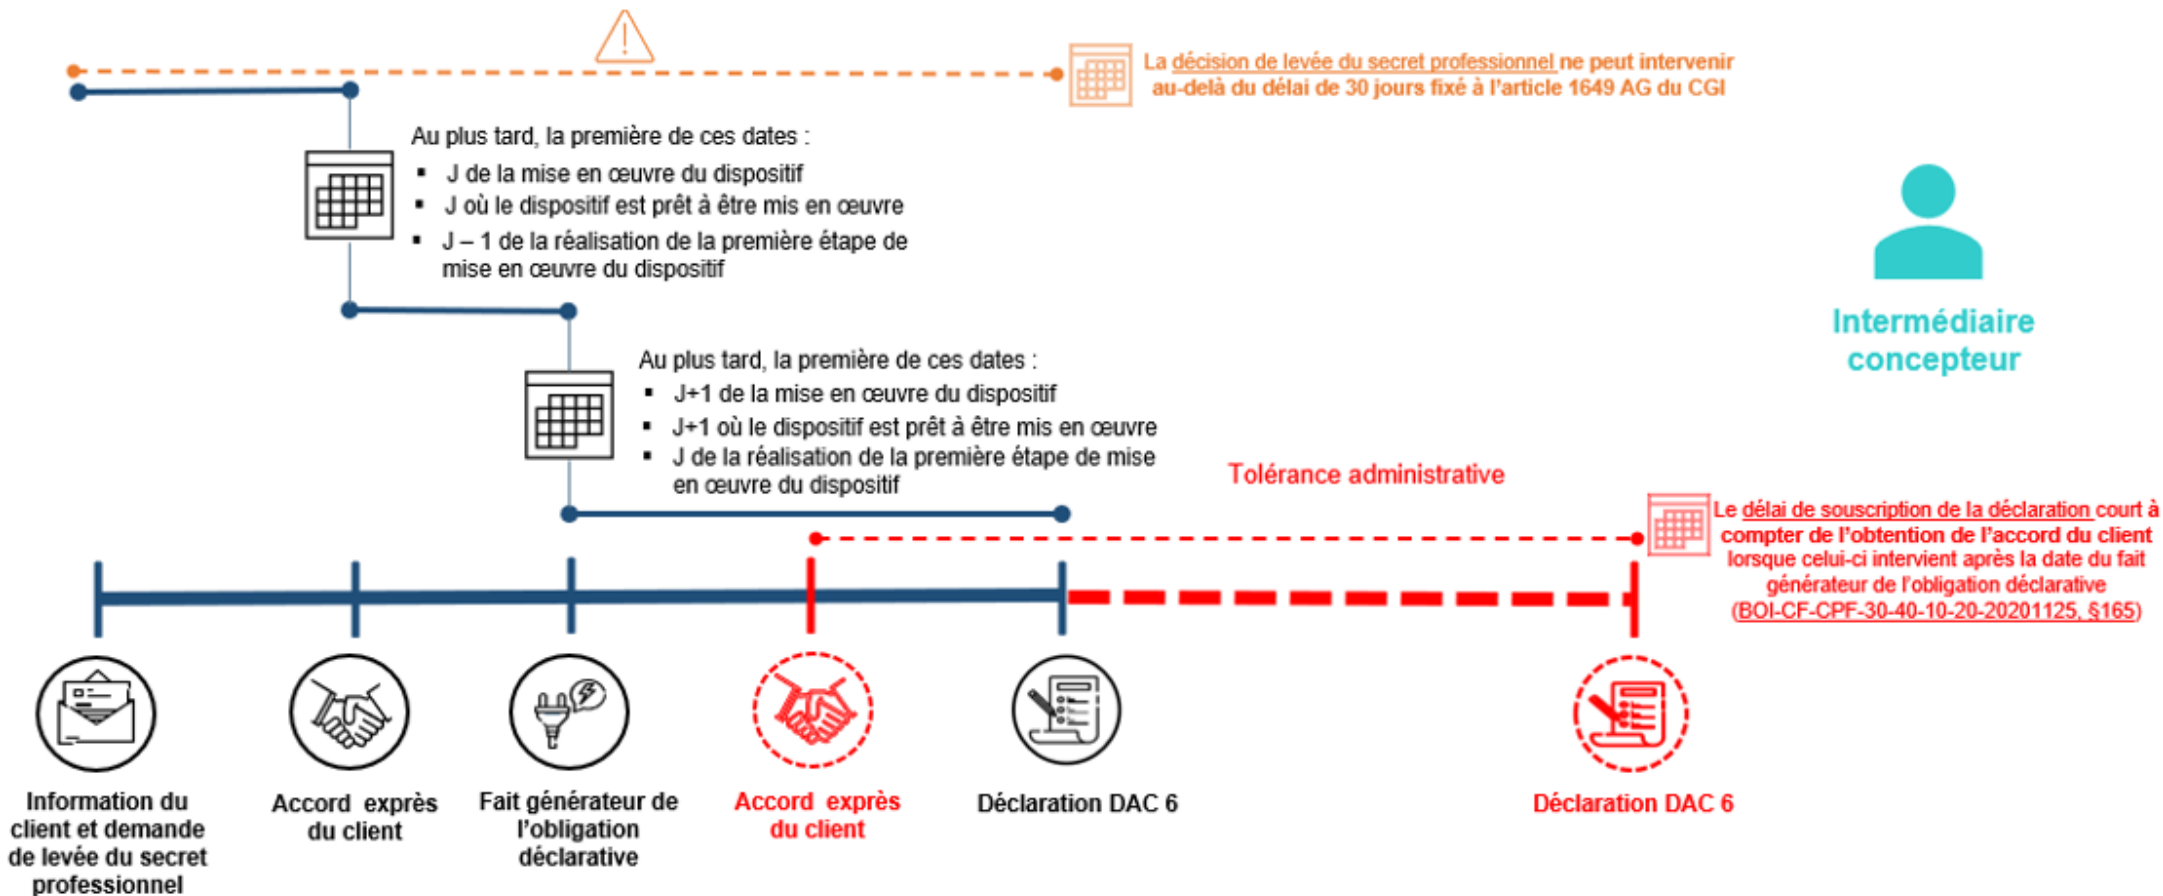 La décision de levée du secret professionnel ne peut intervenir
au-delà du délai de 30 jours fixé à l'article 1649 AG du CGI
Au plus tard, la première de ces dates :
▪ J de la mise en œuvre du dispositif
▪ J où le dispositif est prêt à être mis en œuvre
▪ J – 1 de la réalisation de la première étape de
mise en œuvre du dispositif
Intermédiaire
concepteur
Au plus tard, la première de ces dates :
▪ J+1 de la mise en œuvre du dispositif
▪ J+1 où le dispositif est prêt à être mis en œuvre
▪ J de la réalisation de la première étape de mise
en œuvre du dispositif
Tolérance administrative
Le délai de souscription de la déclaration court à
compter de l'obtention de l'accord du client
lorsque celui-ci intervient après la date du fait
générateur de l'obligation déclarative
(BOI-CF-CPF-30-40-10-20-20201125, §165)
Information du
client et demande
de levée du secret
professionnel
Accord exprès
du client
Fait générateur de
l'obligation
déclarative
Accord exprès
du client
Déclaration DAC 6
Déclaration DAC 6